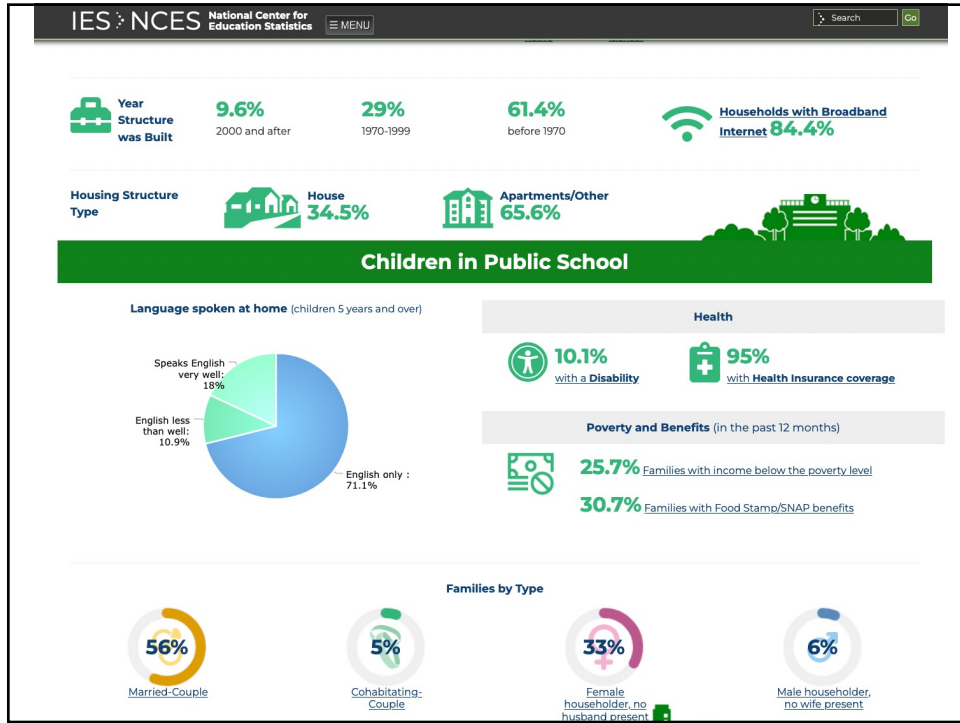 IES NCES National Center for
Education Statistics
MENU
Search
Go
Year
Structure
was Built
9.6%
2000 and after
29%
1970-1999
61.4%
before 1970
Households with Broadband
Internet 84.4%
Housing Structure
Type
House
34.5%
Apartments/Other
65.6%
Children in Public School
Language spoken at home (children 5 years and over)
Speaks English
very well:
18%
English less
than well:
10.9%
English only :
71.1%
Health
10.1%
with a Disability
95%
with Health Insurance coverage
Poverty and Benefits (in the past 12 months)
25.7% Families with income below the poverty level
30.7% Families with Food Stamp/SNAP benefits
Families by Type
56%
Married-Couple
5%
Cohabitating-
Couple
33%
Female
householder, no
husband present
6%
Male householder,
no wife present